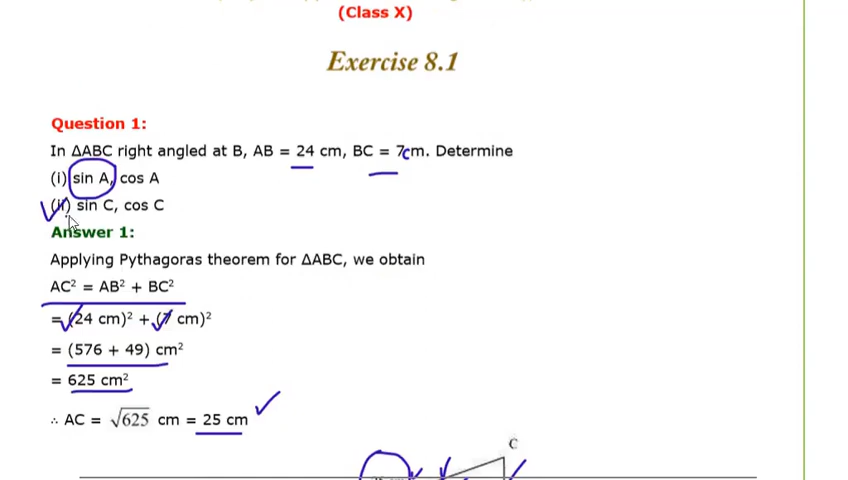 (Class X)
Exercise 8.1
Question 1:
In ΔABC right angled at B, AB = 24 cm, BC = 7cm. Determine
(i) sin A, cos A
(ii) sin C, cos C
Answer 1:
Applying Pythagoras theorem for ΔABC, we obtain
AC² = AB² + BC²
= (24 cm)² + (7 cm)²
= (576 + 49) cm²
= 625 cm²
∴ AC = √625 cm = 25 cm
C